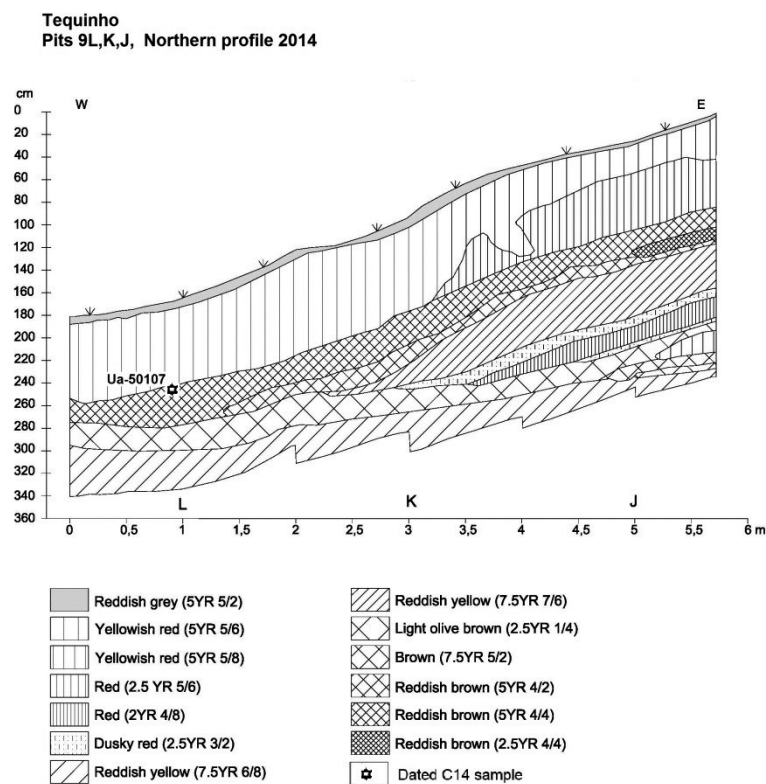 Tequinho
Pits 9L,K,J, Northern profile 2014
cm
W
E
0
20
40
60
80
100
120
140
160
180
200
220
240
260
280
300
320
340
360
Ua-50107
L
K
J
0 0,5 1 1,5 2 2,5 3 3,5 4 4,5 5 5,5 6 m
Reddish grey (5YR 5/2)
Yellowish red (5YR 5/6)
Yellowish red (5YR 5/8)
Red (2.5 YR 5/6)
Red (2YR 4/8)
Dusky red (2.5YR 3/2)
Reddish yellow (7.5YR 6/8)
Reddish yellow (7.5YR 7/6)
Light olive brown (2.5YR 1/4)
Brown (7.5YR 5/2)
Reddish brown (5YR 4/2)
Reddish brown (5YR 4/4)
Reddish brown (2.5YR 4/4)
Dated C14 sample